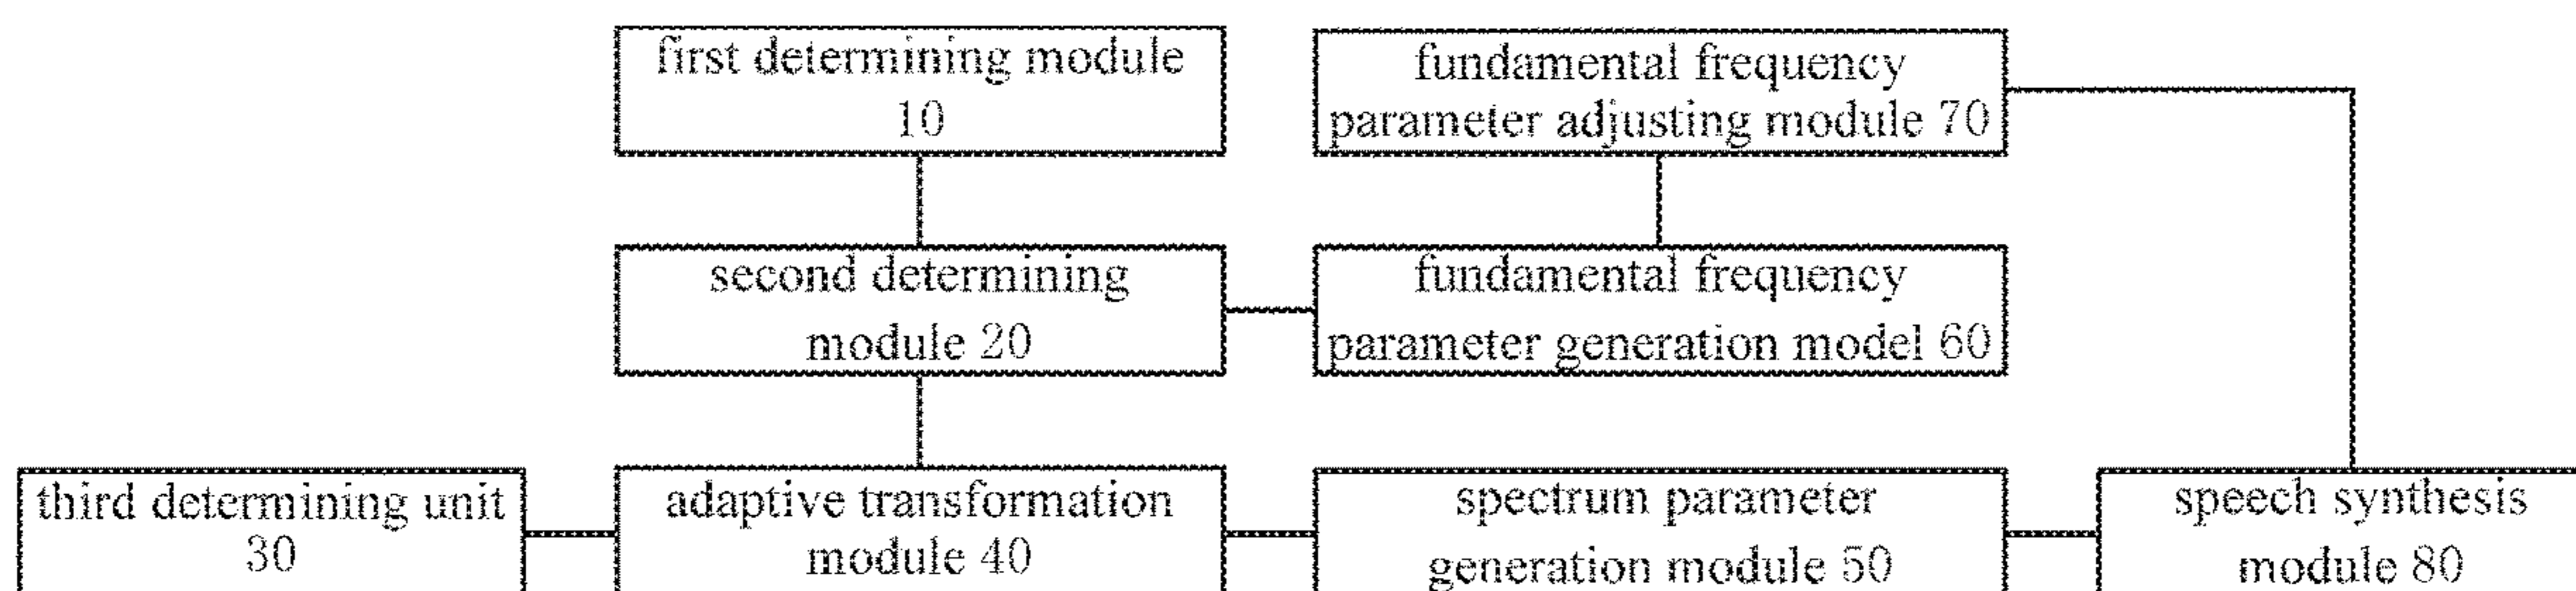 first determining module
10
fundamental frequency
parameter adjusting module 70
second determining
module 20
fundamental frequency
parameter generation model 60
third determining unit
30
adaptive transformation
module 40
spectrum parameter
generation module 50
speech synthesis
module 80